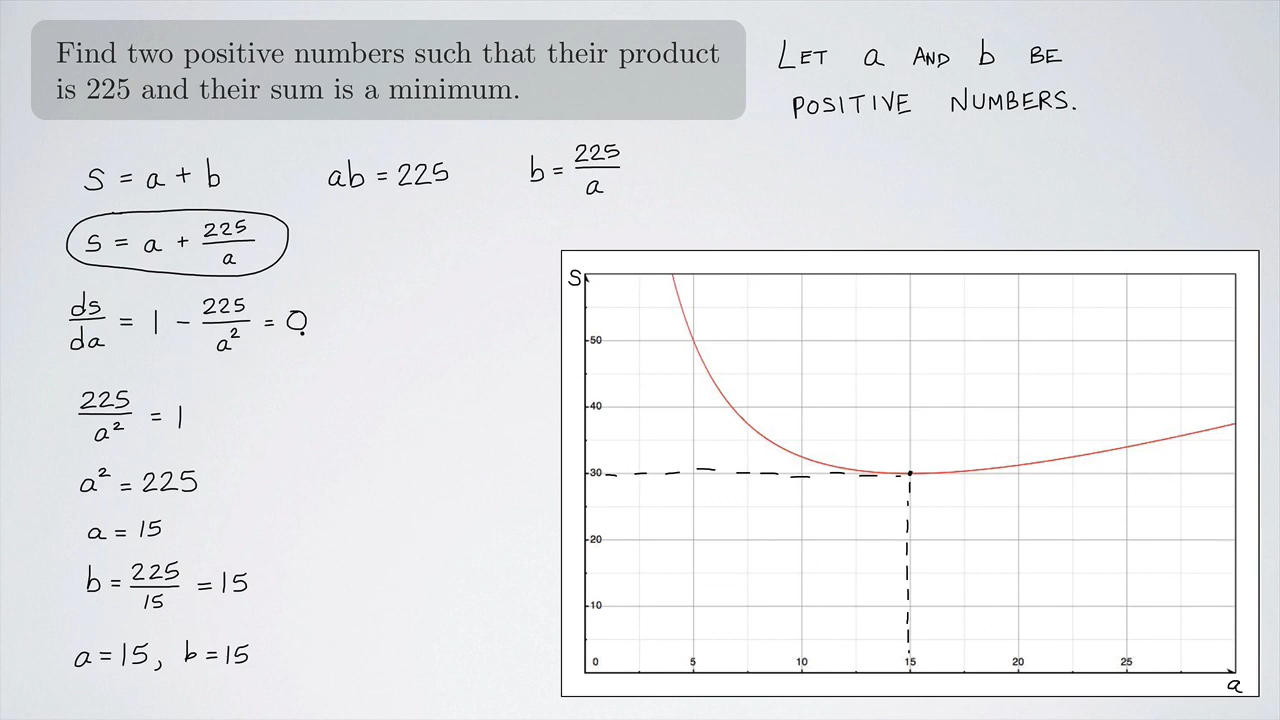 Find two positive numbers such that their product
is 225 and their sum is a minimum.
LET a AND b BE
POSITIVE NUMBERS.
S = a + b
ab = 225
b = 225/a
S = a + 225/a
ds/da = 1 - 225/a² = 0
225/a² = 1
a² = 225
a = 15
b = 225/15 = 15
a = 15, b = 15
S
50
40
30
20
10
0 5 10 15 20 25
a